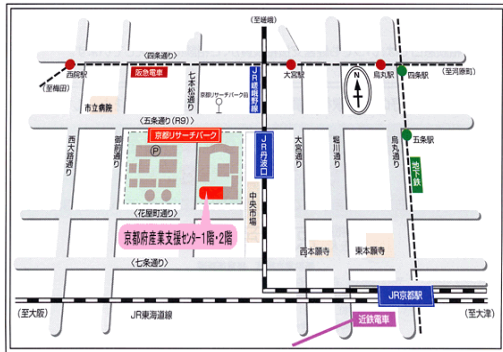 (至嵯峨)
〈四条通り〉
西院駅
阪急電車
大宮駅
烏丸駅
四条駅
(至河原町)
(至梅田)
市立病院
七本松通り
京都リサーチパーク前
JR嵯峨野線
N
〈五条通り(R9)〉
五条駅
京都リサーチパーク
P
JR丹波口
西大路通り
御前通り
大宮通り
堀川通り
烏丸通り
地下鉄
中央市場
〈花屋町通り〉
京都府産業支援センター1階・2階
西本願寺
東本願寺
〈七条通り〉
JR京都駅
(至大阪)
JR東海道線
近鉄電車
(至大津)